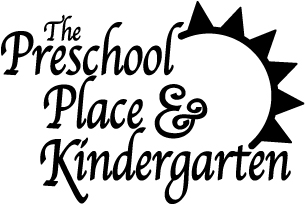 The
Preschool
Place &
Kindergarten